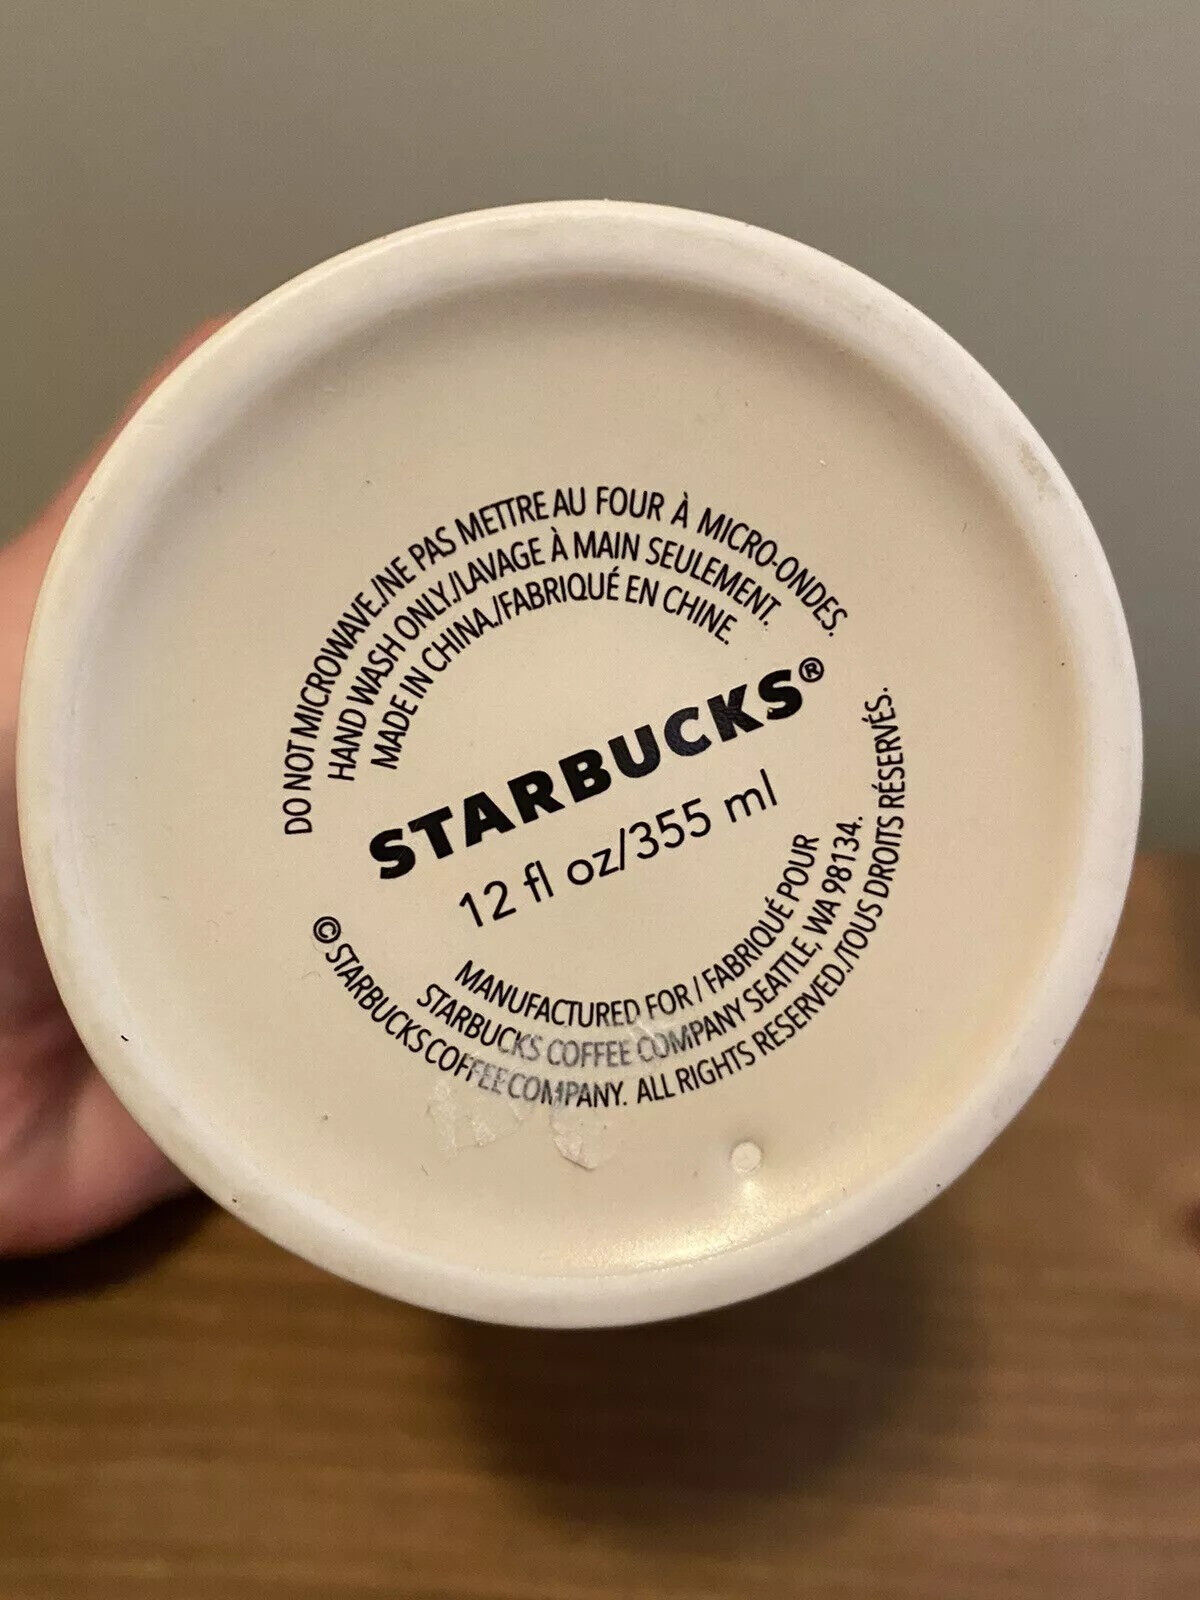 DO NOT MICROWAVE./NE PAS METTRE AU FOUR À MICRO-ONDES.
HAND WASH ONLY./LAVAGE À MAIN SEULEMENT.
MADE IN CHINA./FABRIQUÉ EN CHINE.
STARBUCKS®
12 fl oz/355 ml
MANUFACTURED FOR / FABRIQUÉ POUR
STARBUCKS COFFEE COMPANY SEATTLE, WA 98134.
© STARBUCKS COFFEE COMPANY. ALL RIGHTS RESERVED./TOUS DROITS RÉSERVÉS.